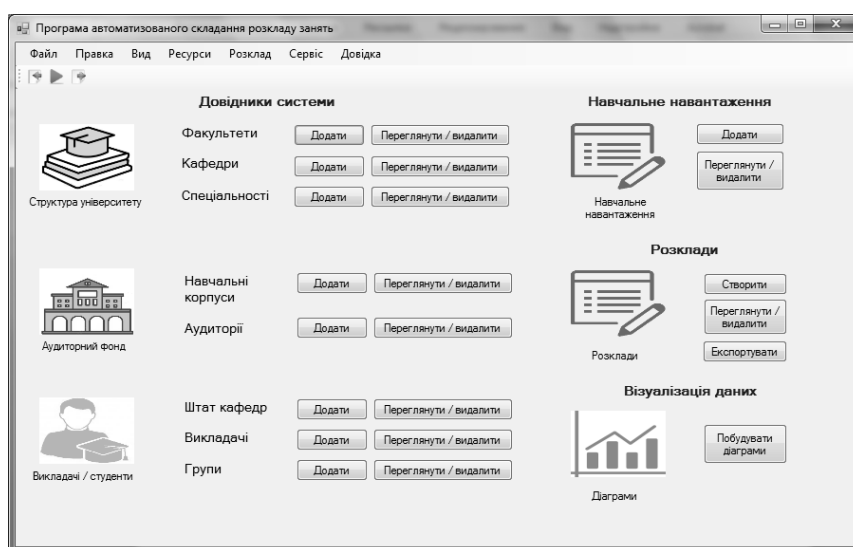 Програма автоматизованого складання розкладу занять
Файл Правка Вид Ресурси Розклад Сервіс Довідка
Довідники системи
Структура університету
Факультети Додати Переглянути / видалити
Кафедри Додати Переглянути / видалити
Спеціальності Додати Переглянути / видалити
Аудиторний фонд
Навчальні
корпуси
Додати Переглянути / видалити
Аудиторії Додати Переглянути / видалити
Викладачі / студенти
Штат кафедр Додати Переглянути / видалити
Викладачі Додати Переглянути / видалити
Групи Додати Переглянути / видалити
Навчальне навантаження
Навчальне
навантаження
Додати
Переглянути /
видалити
Розклади
Розклади
Створити
Переглянути /
видалити
Експортувати
Візуалізація даних
Діаграми
Побудувати
діаграми